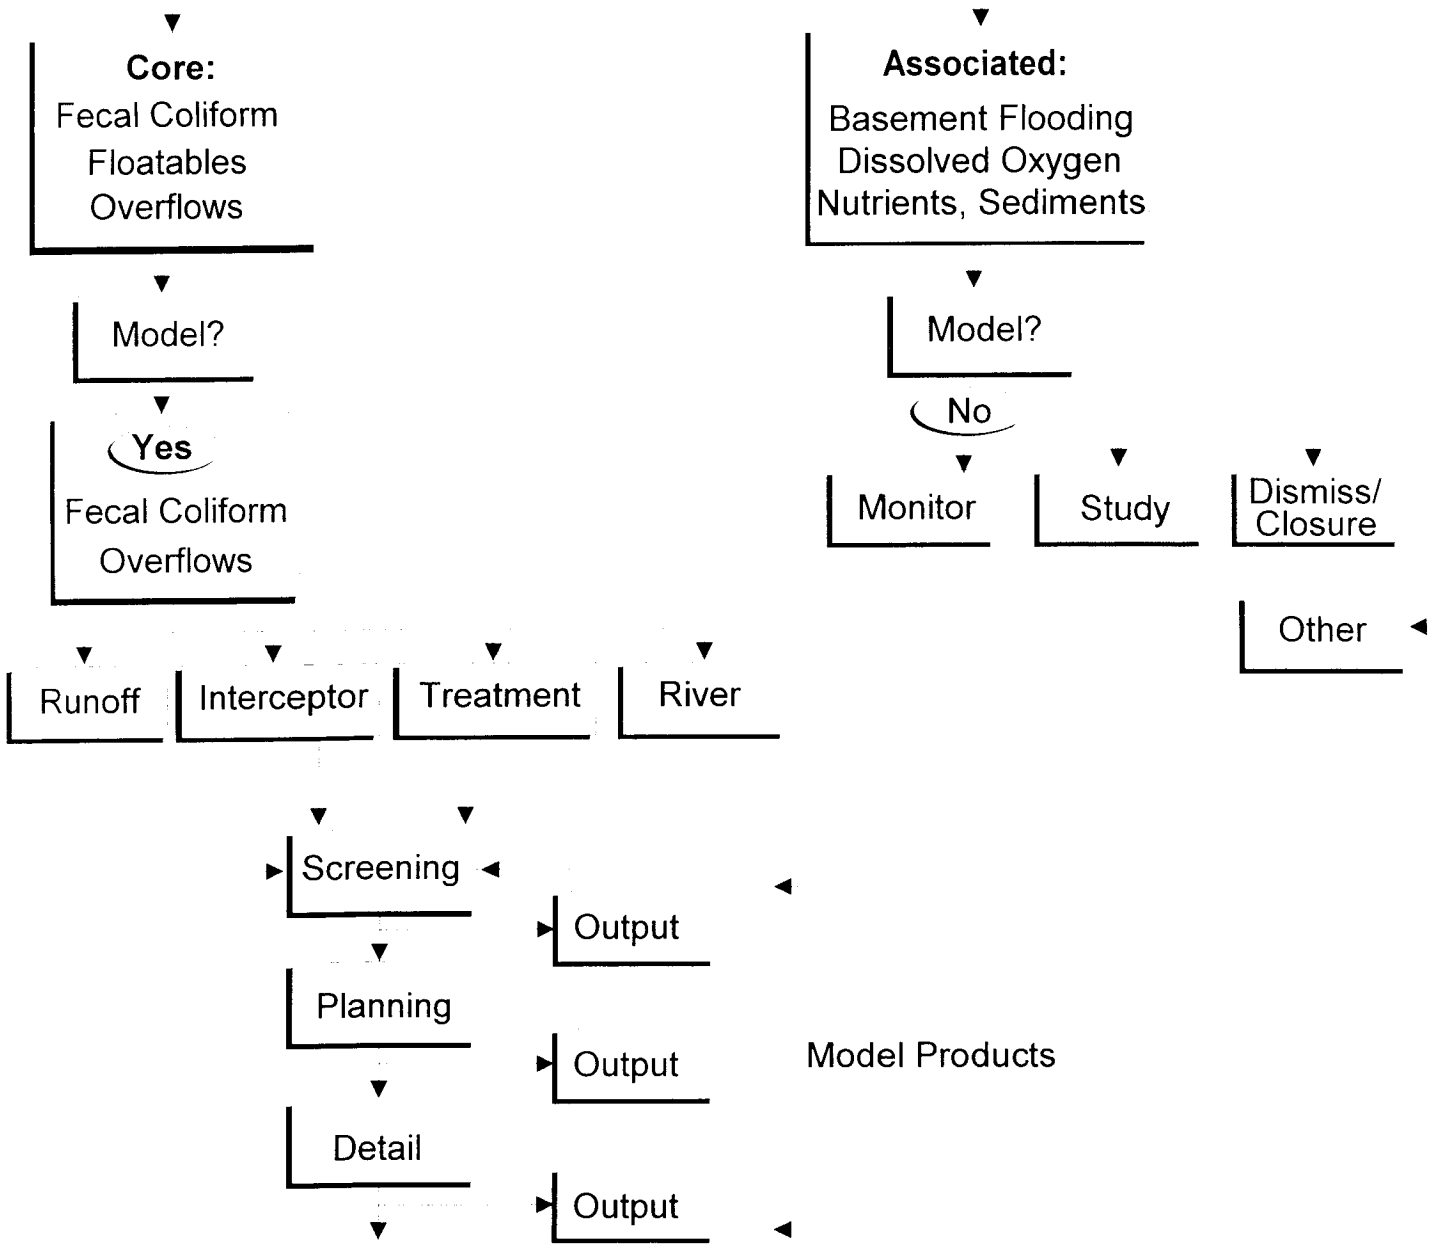 Core:
Fecal Coliform
Floatables
Overflows
Associated:
Basement Flooding
Dissolved Oxygen
Nutrients, Sediments
Model?
Model?
Yes
Fecal Coliform
Overflows
No
Monitor
Study
Dismiss/
Closure
Other
Runoff
Interceptor
Treatment
River
Screening
Output
Planning
Output
Model Products
Detail
Output